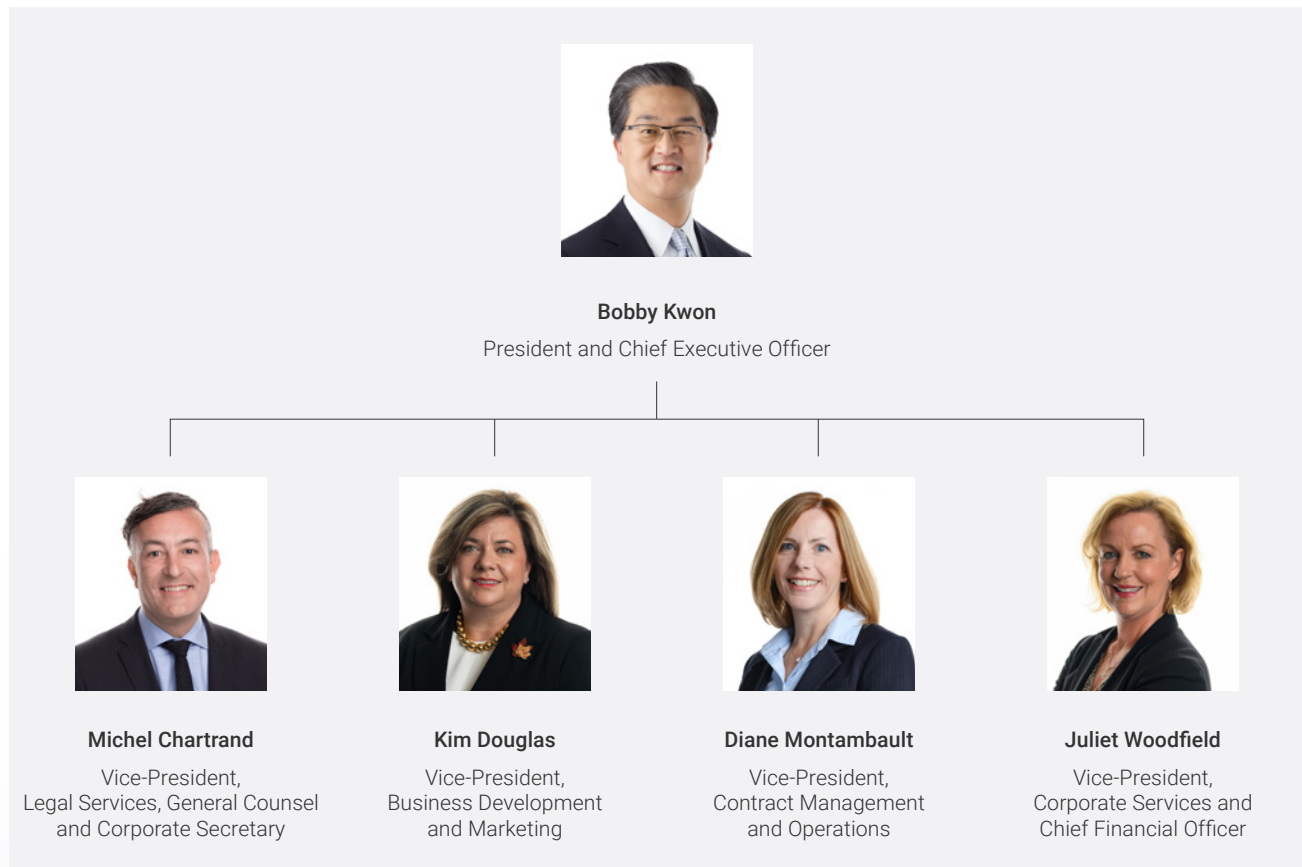 Bobby Kwon
President and Chief Executive Officer
Michel Chartrand
Vice-President,
Legal Services, General Counsel
and Corporate Secretary
Kim Douglas
Vice-President,
Business Development
and Marketing
Diane Montambault
Vice-President,
Contract Management
and Operations
Juliet Woodfield
Vice-President,
Corporate Services and
Chief Financial Officer